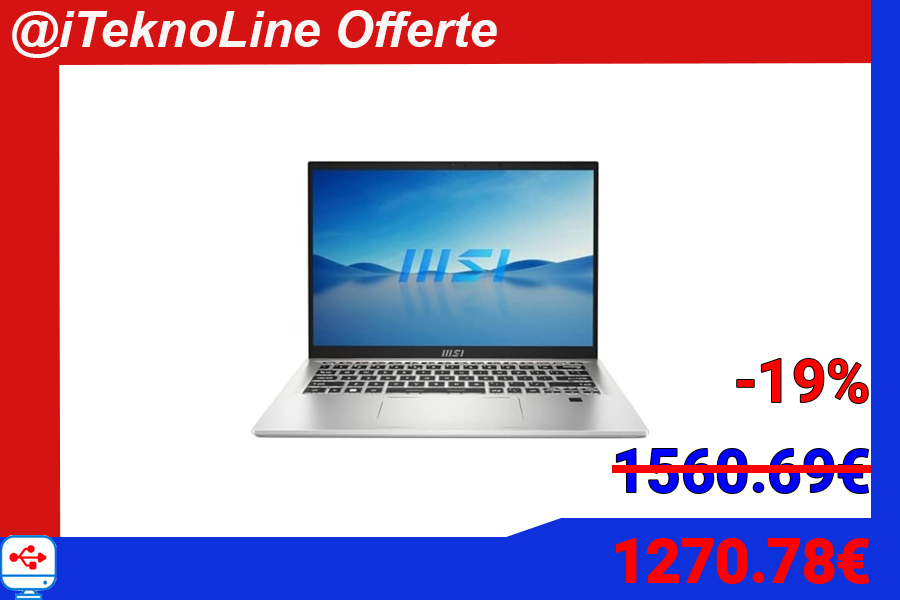 @iTeknoLine Offerte
msi
msi
-19%
1560.69€
1270.78€